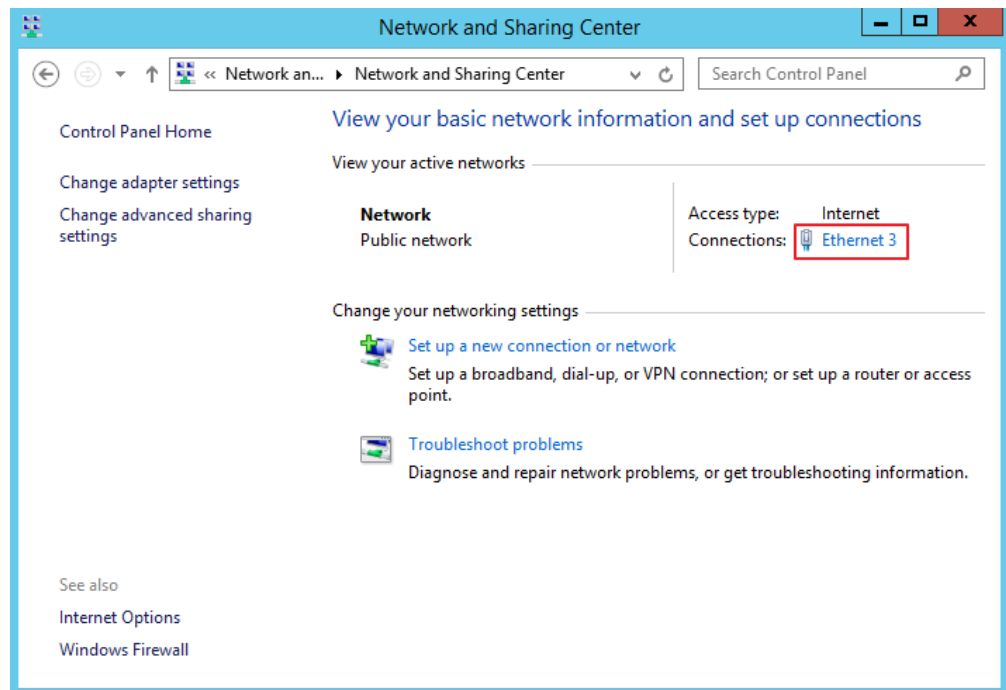 Network and Sharing Center
« Network an... ▸ Network and Sharing Center
Search Control Panel
Control Panel Home
Change adapter settings
Change advanced sharing
settings
View your basic network information and set up connections
View your active networks
Network
Public network
Access type: Internet
Connections: Ethernet 3
Change your networking settings
Set up a new connection or network
Set up a broadband, dial-up, or VPN connection; or set up a router or access
point.
Troubleshoot problems
Diagnose and repair network problems, or get troubleshooting information.
See also
Internet Options
Windows Firewall